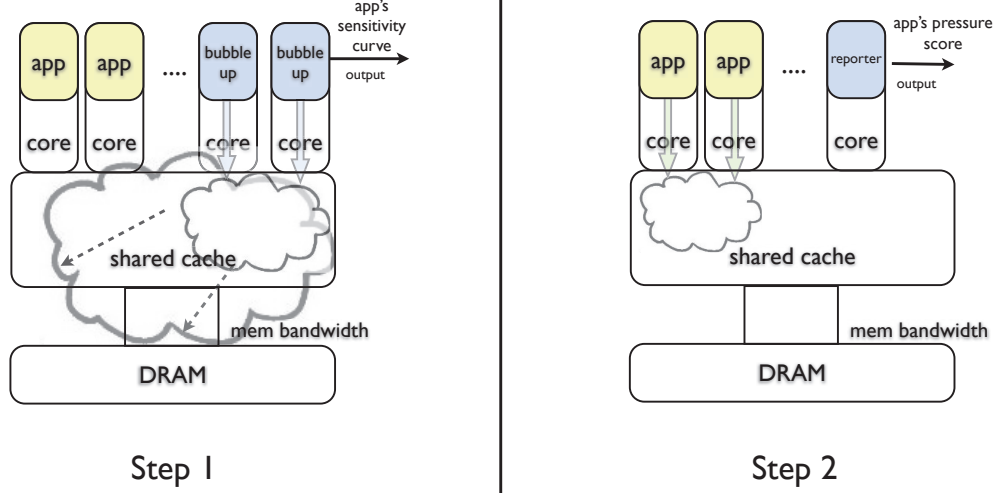 app
app
....
bubble
up
bubble
up
app's
sensitivity
curve
output
core
core
core
core
shared cache
mem bandwidth
DRAM
Step 1
app
app
....
reporter
app's pressure
score
output
core
core
core
shared cache
mem bandwidth
DRAM
Step 2